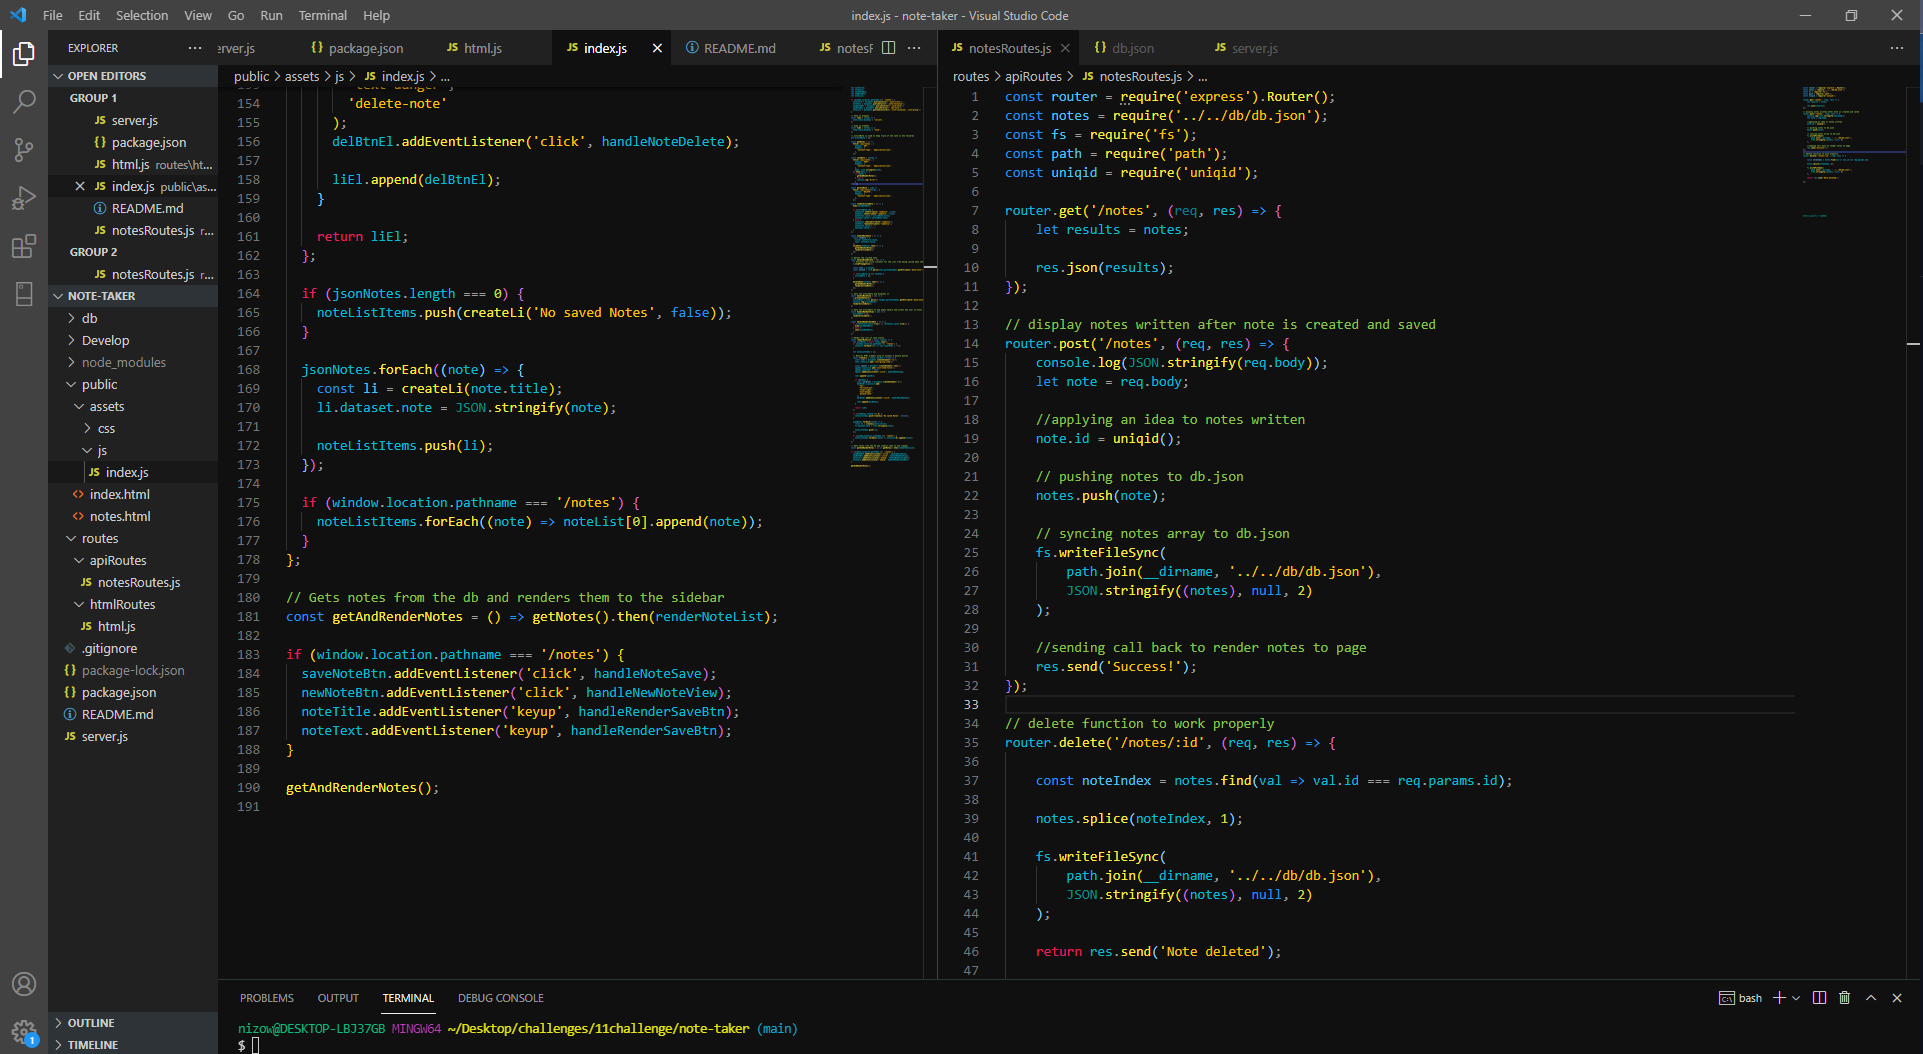 File Edit Selection View Go Run Terminal Help
index.js - note-taker - Visual Studio Code
EXPLORER
erver.js
{} package.json
JS html.js
JS index.js
README.md
JS notesR
JS notesRoutes.js
{} db.json
JS server.js
OPEN EDITORS
GROUP 1
JS server.js
{} package.json
JS html.js routes\ht...
JS index.js public\as...
README.md
JS notesRoutes.js r...
GROUP 2
JS notesRoutes.js r...
NOTE-TAKER
db
Develop
node_modules
public
assets
css
js
JS index.js
<> index.html
<> notes.html
routes
apiRoutes
JS notesRoutes.js
htmlRoutes
JS html.js
.gitignore
{} package-lock.json
{} package.json
README.md
JS server.js
OUTLINE
TIMELINE
1
public > assets > js > JS index.js > ...
153 'text-danger',
154 'delete-note'
155 );
156 delBtnEl.addEventListener('click', handleNoteDelete);
157
158 liEl.append(delBtnEl);
159 }
160
161 return liEl;
162 };
163
164 if (jsonNotes.length === 0) {
165 noteListItems.push(createLi('No saved Notes', false));
166 }
167
168 jsonNotes.forEach((note) => {
169 const li = createLi(note.title);
170 li.dataset.note = JSON.stringify(note);
171
172 noteListItems.push(li);
173 });
174
175 if (window.location.pathname === '/notes') {
176 noteListItems.forEach((note) => noteList[0].append(note));
177 }
178 };
179
180 // Gets notes from the db and renders them to the sidebar
181 const getAndRenderNotes = () => getNotes().then(renderNoteList);
182
183 if (window.location.pathname === '/notes') {
184 saveNoteBtn.addEventListener('click', handleNoteSave);
185 newNoteBtn.addEventListener('click', handleNewNoteView);
186 noteTitle.addEventListener('keyup', handleRenderSaveBtn);
187 noteText.addEventListener('keyup', handleRenderSaveBtn);
188 }
189
190 getAndRenderNotes();
191
routes > apiRoutes > JS notesRoutes.js > ...
1 const router = require('express').Router();
2 const notes = require('../../db/db.json');
3 const fs = require('fs');
4 const path = require('path');
5 const uniqid = require('uniqid');
6
7 router.get('/notes', (req, res) => {
8 let results = notes;
9
10 res.json(results);
11 });
12
13 // display notes written after note is created and saved
14 router.post('/notes', (req, res) => {
15 console.log(JSON.stringify(req.body));
16 let note = req.body;
17
18 //applying an idea to notes written
19 note.id = uniqid();
20
21 // pushing notes to db.json
22 notes.push(note);
23
24 // syncing notes array to db.json
25 fs.writeFileSync(
26 path.join(__dirname, '../../db/db.json'),
27 JSON.stringify((notes), null, 2)
28 );
29
30 //sending call back to render notes to page
31 res.send('Success!');
32 });
33
34 // delete function to work properly
35 router.delete('/notes/:id', (req, res) => {
36
37 const noteIndex = notes.find(val => val.id === req.params.id);
38
39 notes.splice(noteIndex, 1);
40
41 fs.writeFileSync(
42 path.join(__dirname, '../../db/db.json'),
43 JSON.stringify((notes), null, 2)
44 );
45
46 return res.send('Note deleted');
47
PROBLEMS OUTPUT TERMINAL DEBUG CONSOLE
bash
nizow@DESKTOP-LBJ37GB MINGW64 ~/Desktop/challenges/11challenge/note-taker (main)
$